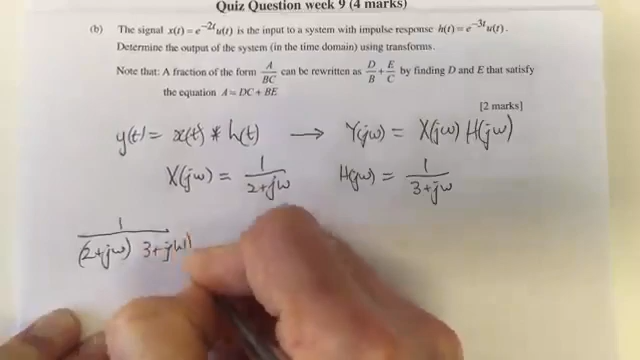 Quiz Question week 9 (4 marks)
(b) The signal x(t) = e^{-2t}u(t) is the input to a system with impulse response h(t) = e^{-3t}u(t).
Determine the output of the system (in the time domain) using transforms.
Note that: A fraction of the form A/BC can be rewritten as D/B + E/C by finding D and E that satisfy
the equation A = DC + BE
[2 marks]
y(t) = x(t) * h(t) → Y(jω) = X(jω) H(jω)
X(jω) = 1/(2+jω) H(jω) = 1/(3+jω)
1/((2+jω) 3+jω)